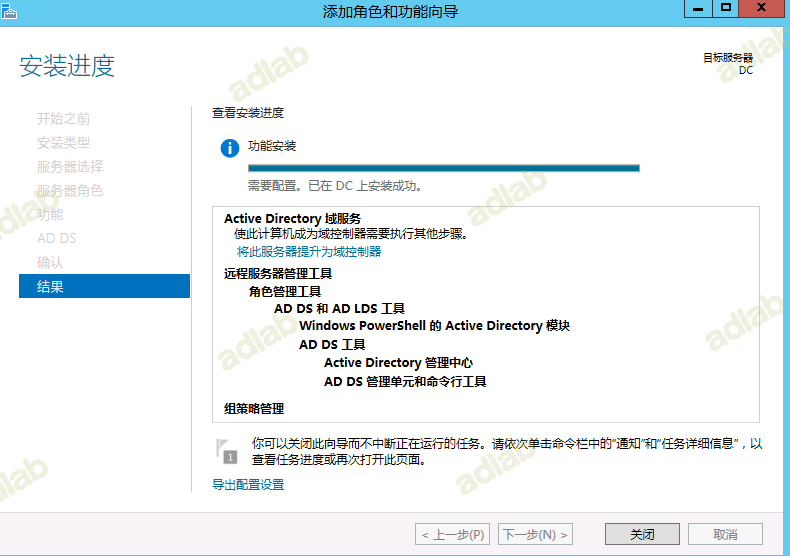 添加角色和功能向导
安装进度
目标服务器
DC
开始之前
安装类型
服务器选择
服务器角色
功能
AD DS
确认
结果
查看安装进度
功能安装
需要配置。已在 DC 上安装成功。
Active Directory 域服务
使此计算机成为域控制器需要执行其他步骤。
将此服务器提升为域控制器
远程服务器管理工具
角色管理工具
AD DS 和 AD LDS 工具
Windows PowerShell 的 Active Directory 模块
AD DS 工具
Active Directory 管理中心
AD DS 管理单元和命令行工具
组策略管理
1
你可以关闭此向导而不中断正在运行的任务。请依次单击命令栏中的"通知"和"任务详细信息"，以
查看任务进度或再次打开此页面。
导出配置设置
< 上一步(P)
下一步(N) >
关闭
取消
adlab
adlab
adlab
adlab
adlab
adlab
adlab
adlab